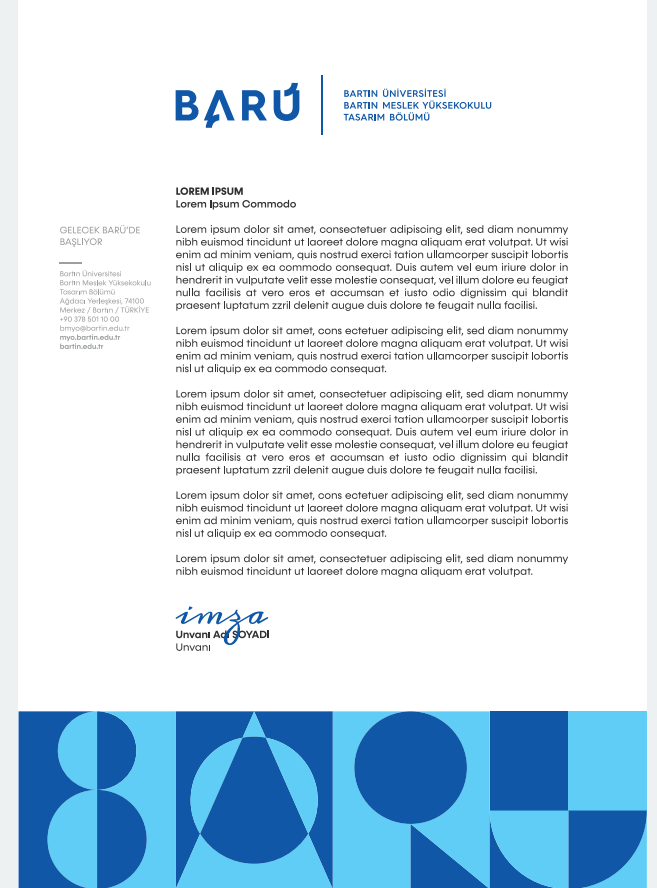 BARÜ
BARTIN ÜNİVERSİTESİ
BARTIN MESLEK YÜKSEKOKULU
TASARIM BÖLÜMÜ
LOREM IPSUM
Lorem Ipsum Commodo
GELECEK BARÜ'DE
BAŞLIYOR
Bartın Üniversitesi
Bartın Meslek Yüksekokulu
Tasarım Bölümü
Ağdacı Yerleşkesi, 74100
Merkez / Bartın / TÜRKİYE
+90 378 501 10 00
bmyo@bartin.edu.tr
myo.bartin.edu.tr
bartin.edu.tr
Lorem ipsum dolor sit amet, consectetuer adipiscing elit, sed diam nonummy
nibh euismod tincidunt ut laoreet dolore magna aliquam erat volutpat. Ut wisi
enim ad minim veniam, quis nostrud exerci tation ullamcorper suscipit lobortis
nisl ut aliquip ex ea commodo consequat. Duis autem vel eum iriure dolor in
hendrerit in vulputate velit esse molestie consequat, vel illum dolore eu feugiat
nulla facilisis at vero eros et accumsan et iusto odio dignissim qui blandit
praesent luptatum zzril delenit augue duis dolore te feugait nulla facilisi.
Lorem ipsum dolor sit amet, cons ectetuer adipiscing elit, sed diam nonummy
nibh euismod tincidunt ut laoreet dolore magna aliquam erat volutpat. Ut wisi
enim ad minim veniam, quis nostrud exerci tation ullamcorper suscipit lobortis
nisl ut aliquip ex ea commodo consequat.
Lorem ipsum dolor sit amet, consectetuer adipiscing elit, sed diam nonummy
nibh euismod tincidunt ut laoreet dolore magna aliquam erat volutpat. Ut wisi
enim ad minim veniam, quis nostrud exerci tation ullamcorper suscipit lobortis
nisl ut aliquip ex ea commodo consequat. Duis autem vel eum iriure dolor in
hendrerit in vulputate velit esse molestie consequat, vel illum dolore eu feugiat
nulla facilisis at vero eros et accumsan et iusto odio dignissim qui blandit
praesent luptatum zzril delenit augue duis dolore te feugait nulla facilisi.
Lorem ipsum dolor sit amet, cons ectetuer adipiscing elit, sed diam nonummy
nibh euismod tincidunt ut laoreet dolore magna aliquam erat volutpat. Ut wisi
enim ad minim veniam, quis nostrud exerci tation ullamcorper suscipit lobortis
nisl ut aliquip ex ea commodo consequat.
Lorem ipsum dolor sit amet, consectetuer adipiscing elit, sed diam nonummy
nibh euismod tincidunt ut laoreet dolore magna aliquam erat volutpat.
imza
Unvanı Adı SOYADI
Unvanı
BARU